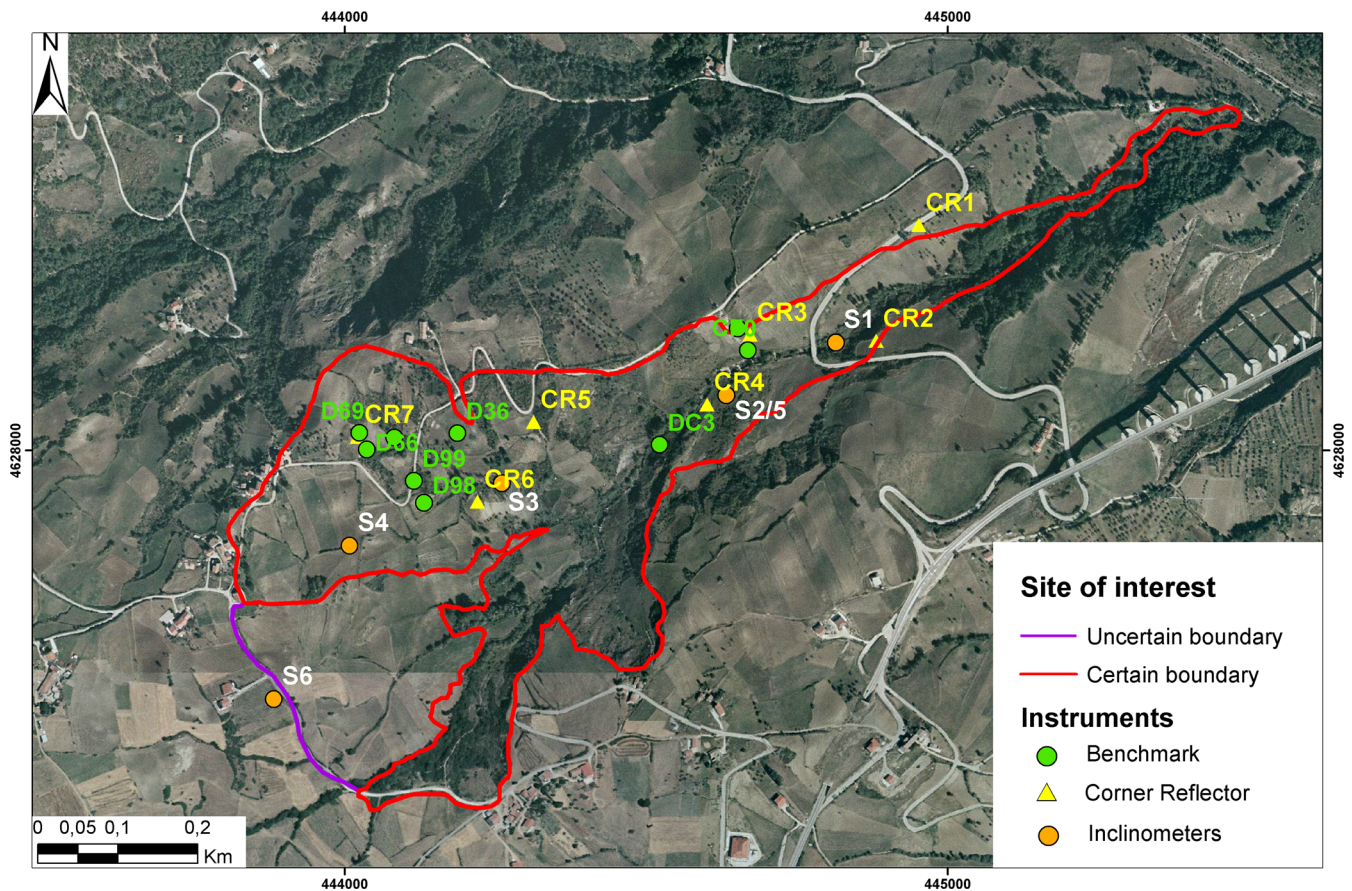 444000
445000
N
CR1
CR3
S1
CR2
CR4
S2/5
CR5
D69
CR7
D36
DC3
D66
D99
D98
CR6
S3
S4
S6
4628000
4628000
Site of interest
Uncertain boundary
Certain boundary
Instruments
Benchmark
Corner Reflector
Inclinometers
0 0,05 0,1 0,2
Km
444000
445000